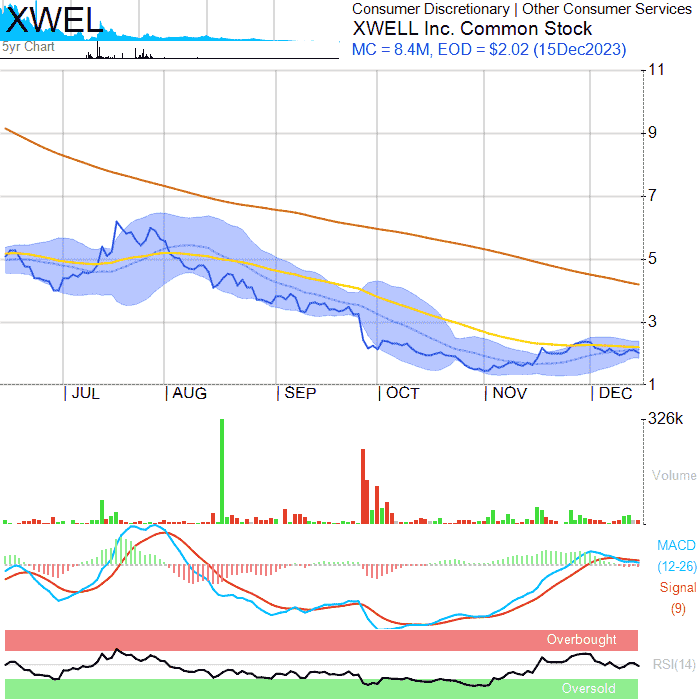 XWEL
5yr Chart
Consumer Discretionary | Other Consumer Services
XWELL Inc. Common Stock
MC = 8.4M, EOD = $2.02 (15Dec2023)
11
9
7
5
3
1
| JUL | AUG | SEP | OCT | NOV | DEC
326k
Volume
MACD
(12-26)
Signal
(9)
Overbought
RSI(14)
Oversold